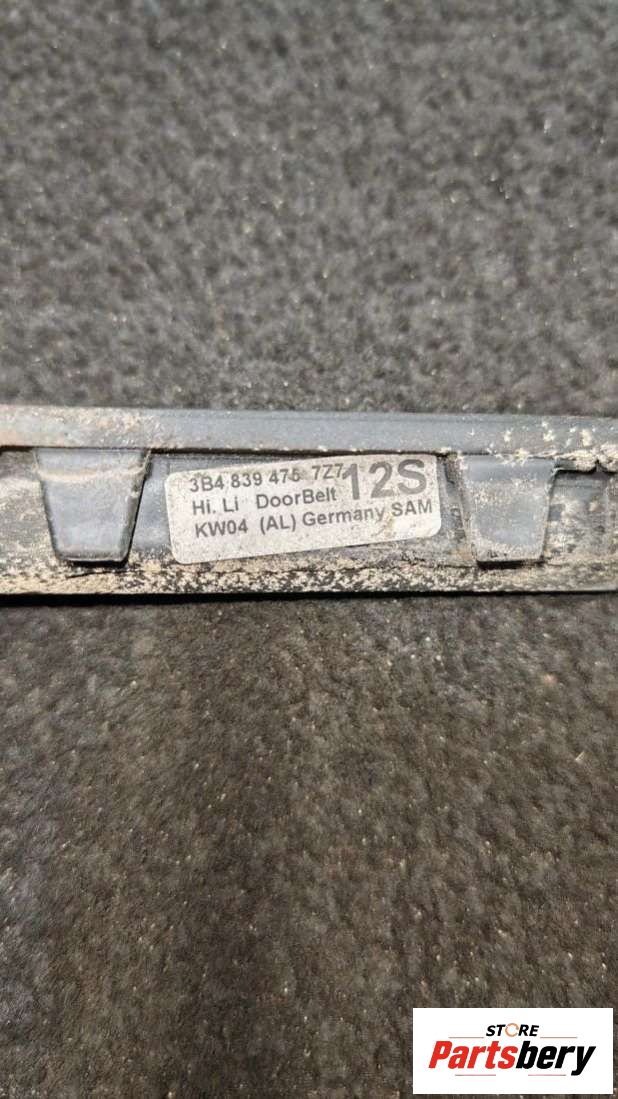 3B4 839 475 7Z7 12S
Hi. Li DoorBelt
KW04 (AL) Germany SAM
STORE
Partsbery